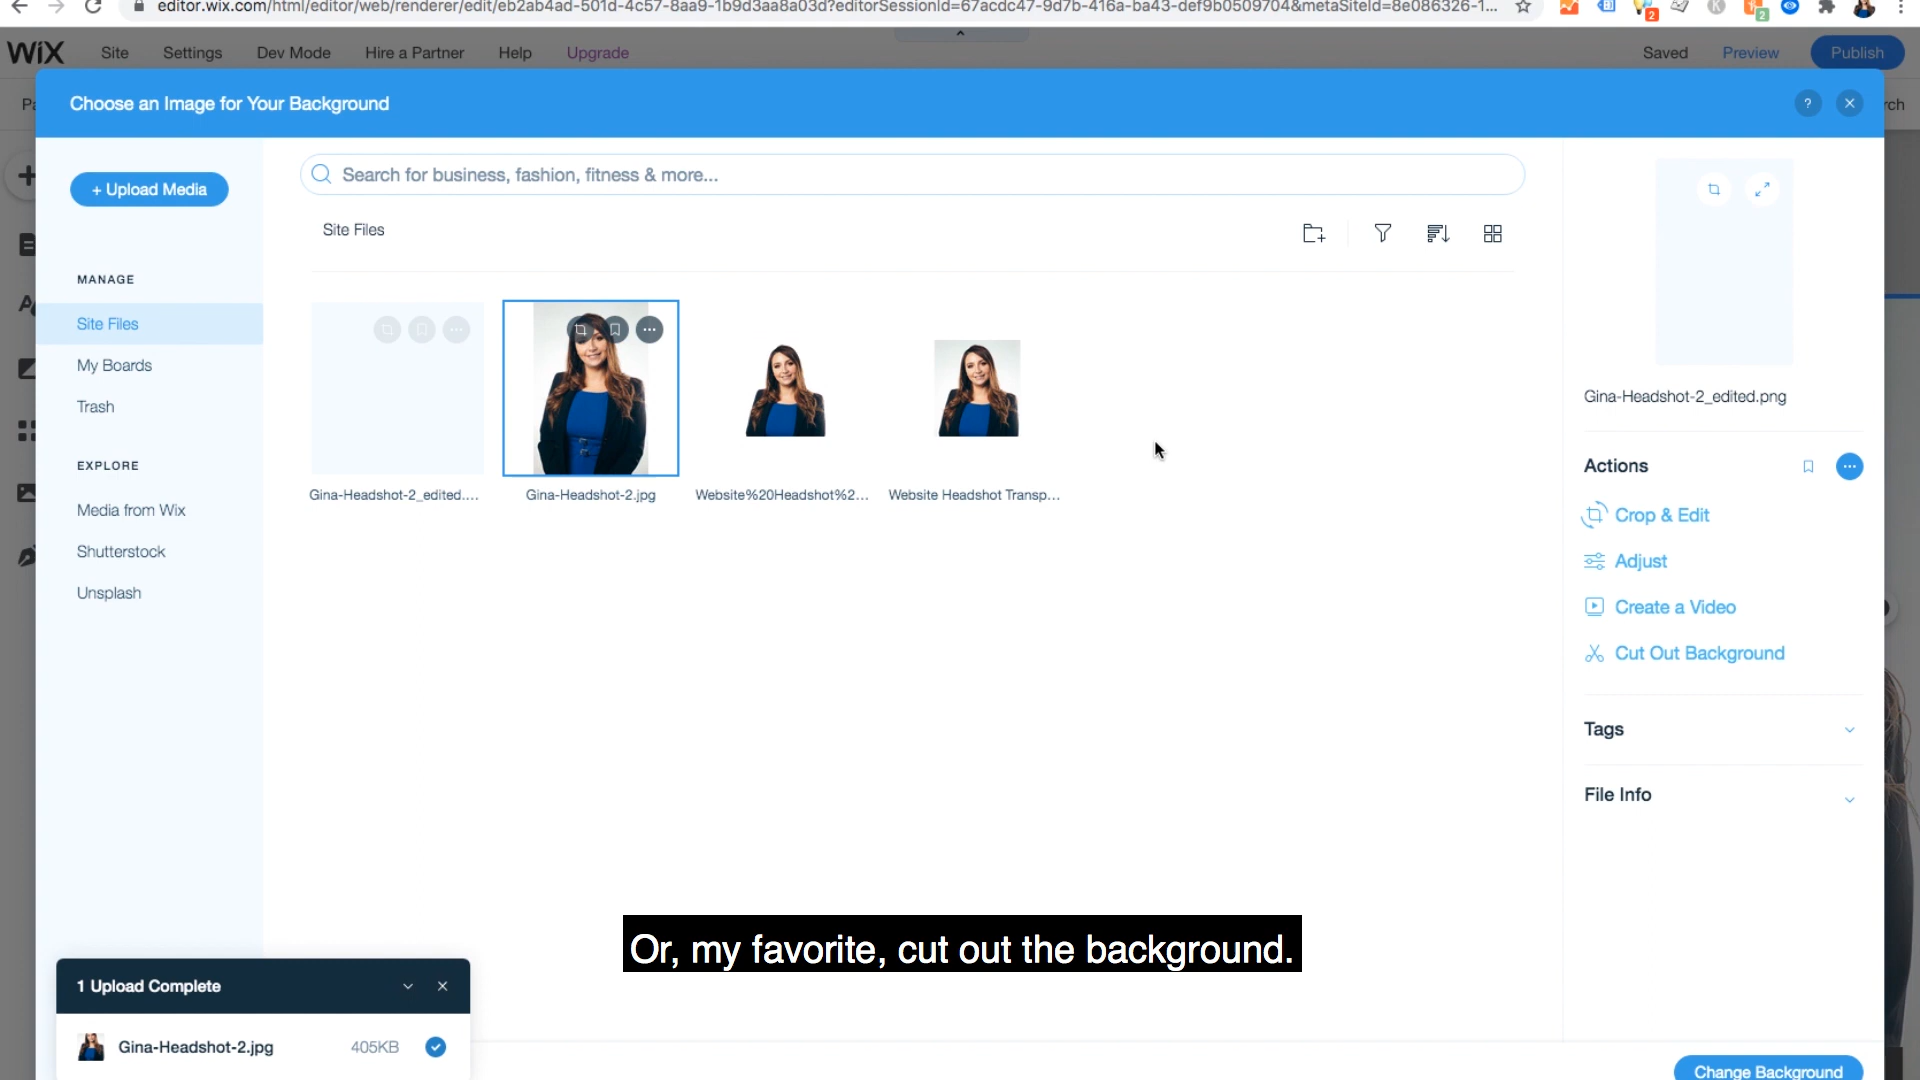 editor.wix.com/html/editor/web/renderer/edit/eb2ab4ad-501d-4c57-8aa9-1b9d3aa8a03d?editorSessionId=67acdc47-9d7b-416a-ba43-def9b0509704&metaSiteId=8e086326-1...
2
2
WiX
Site
Settings
Dev Mode
Hire a Partner
Help
Upgrade
Saved
Preview
Publish
Choose an Image for Your Background
?
+ Upload Media
Search for business, fashion, fitness & more...
Site Files
MANAGE
Site Files
My Boards
Trash
EXPLORE
Media from Wix
Shutterstock
Unsplash
Gina-Headshot-2_edited....
Gina-Headshot-2.jpg
Website%20Headshot%2...
Website Headshot Transp...
Gina-Headshot-2_edited.png
Actions
Crop & Edit
Adjust
Create a Video
Cut Out Background
Tags
File Info
Or, my favorite, cut out the background.
1 Upload Complete
Gina-Headshot-2.jpg
405KB
Change Background